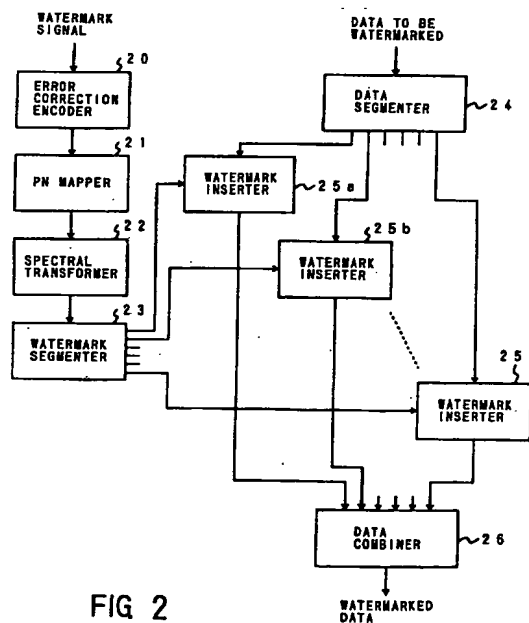 WATERMARK
SIGNAL
20
ERROR
CORRECTION
ENCODER
21
PN MAPPER
22
SPECTRAL
TRANSFORMER
23
WATERMARK
SEGMENTER
DATA TO BE
WATERMARKED
DATA
SEGMENTER
24
WATERMARK
INSERTER
25a
25b
WATERMARK
INSERTER
25
WATERMARK
INSERTER
DATA
COMBINER
26
WATERMARKED
DATA
FIG 2